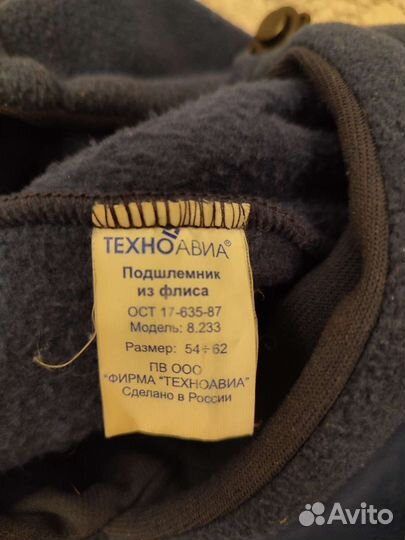 ТЕХНОАВИА®
Подшлемник
из флиса
ОСТ 17-635-87
Модель: 8.233
Размер: 54÷62
ПВ ООО
"ФИРМА "ТЕХНОАВИА"
Сделано в России
Avito